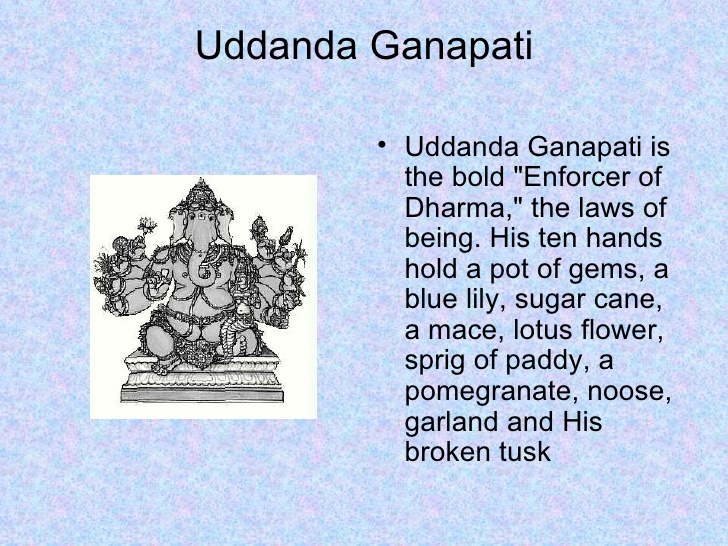 Uddanda Ganapati
• Uddanda Ganapati is
the bold "Enforcer of
Dharma," the laws of
being. His ten hands
hold a pot of gems, a
blue lily, sugar cane,
a mace, lotus flower,
sprig of paddy, a
pomegranate, noose,
garland and His
broken tusk